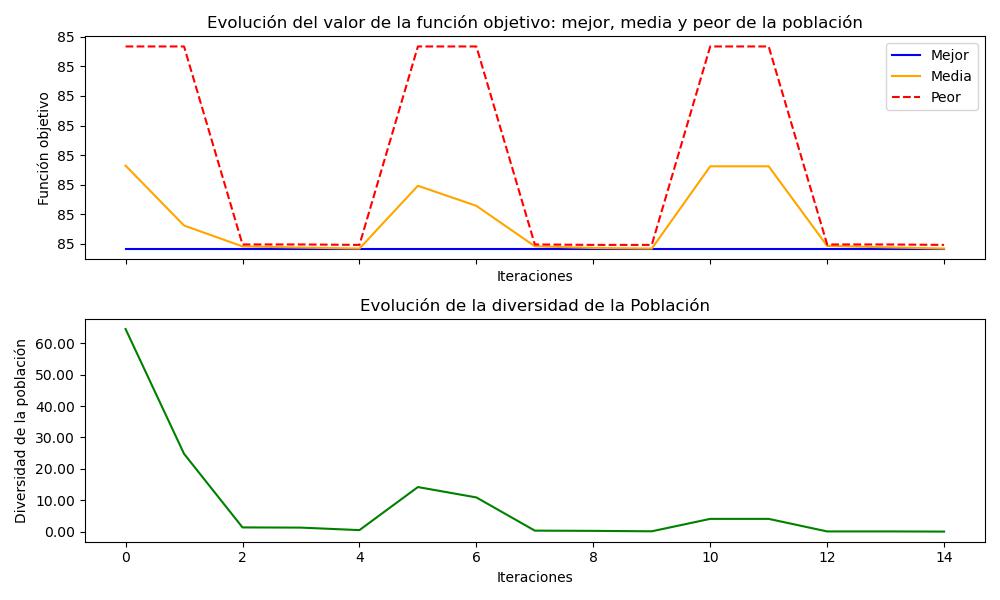 Evolución del valor de la función objetivo: mejor, media y peor de la población
85
85
85
85
85
85
85
85
Función objetivo
Mejor
Media
Peor
Iteraciones
Evolución de la diversidad de la Población
60.00
50.00
40.00
30.00
20.00
10.00
0.00
Diversidad de la población
0 2 4 6 8 10 12 14
Iteraciones